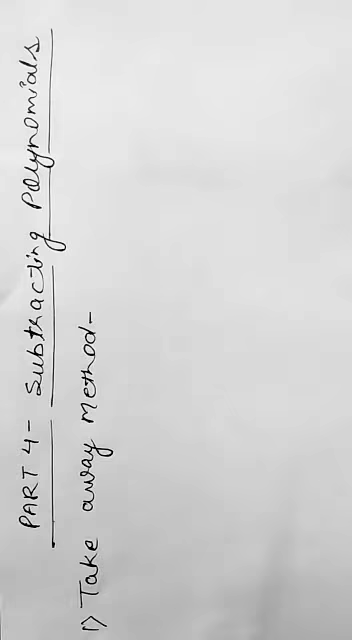 PART 4 - Subtracting Polynomials
1) Take away method-